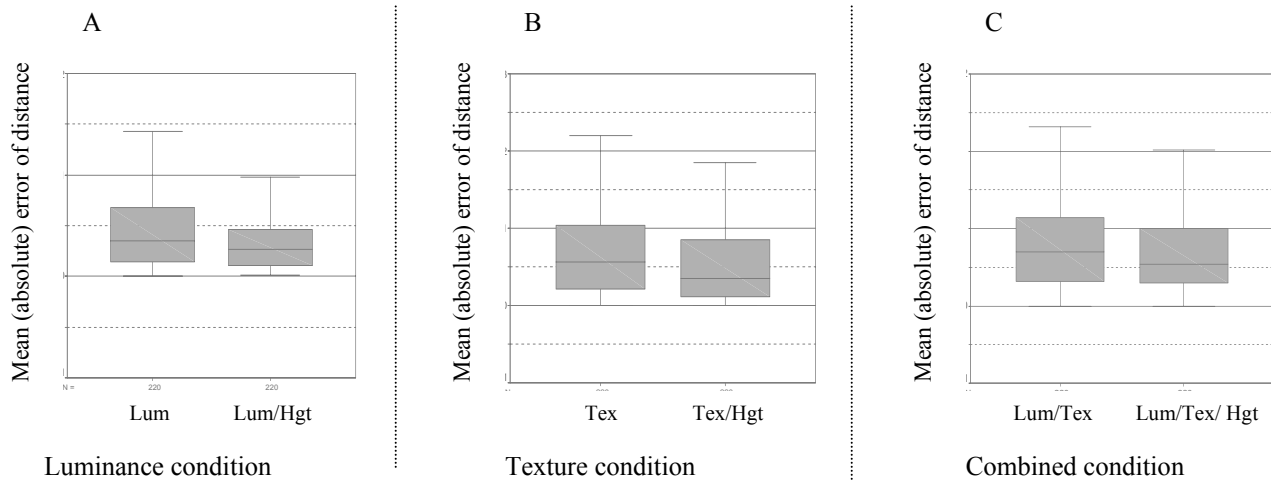 A
Mean (absolute) error of distance
0
N =
220
220
Lum
Lum/Hgt
Luminance condition
B
Mean (absolute) error of distance
Tex
Tex/Hgt
Texture condition
C
Mean (absolute) error of distance
Lum/Tex
Lum/Tex/ Hgt
Combined condition